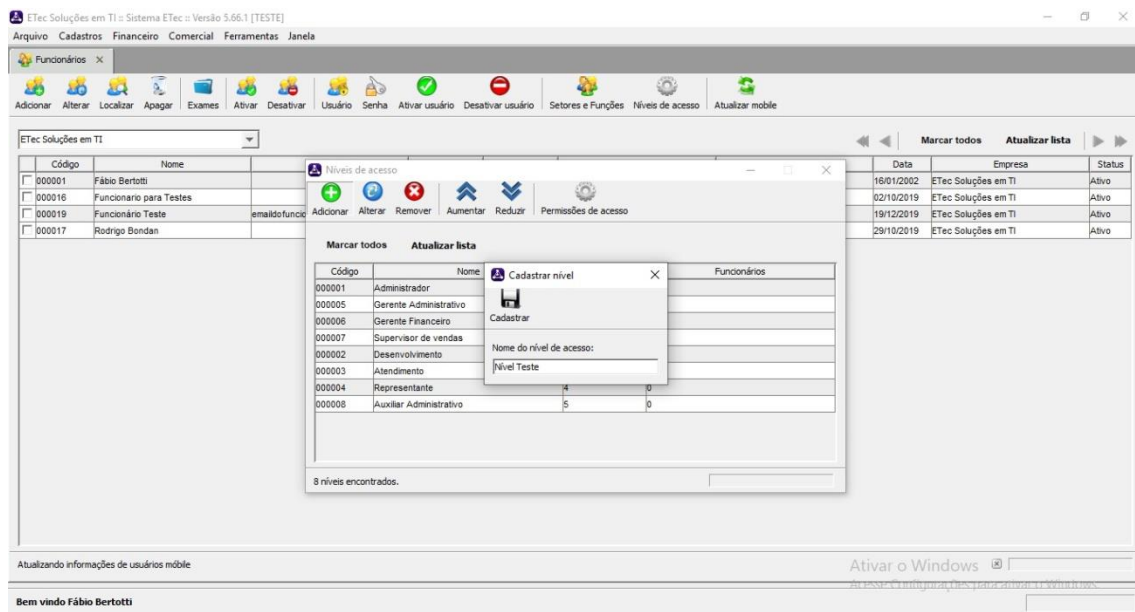 ETec Soluções em TI :: Sistema ETec :: Versão 5.66.1 [TESTE]
Arquivo Cadastros Financeiro Comercial Ferramentas Janela
Funcionários
Adicionar Alterar Localizar Apagar Exames Ativar Desativar Usuário Senha Ativar usuário Desativar usuário Setores e Funções Níveis de acesso Atualizar mobile
ETec Soluções em TI Marcar todos Atualizar lista
Código Nome Data Empresa Status
000001 Fábio Bertotti 16/01/2002 ETec Soluções em TI Ativo
000016 Funcionario para Testes 02/10/2019 ETec Soluções em TI Ativo
000019 Funcionário Teste emaildofuncio 19/12/2019 ETec Soluções em TI Ativo
000017 Rodrigo Bondan 29/10/2019 ETec Soluções em TI Ativo
Níveis de acesso
Adicionar Alterar Remover Aumentar Reduzir Permissões de acesso
Marcar todos Atualizar lista
Código Nome Funcionários
000001 Administrador
000005 Gerente Administrativo
000006 Gerente Financeiro
000007 Supervisor de vendas
000002 Desenvolvimento
000003 Atendimento
000004 Representante 4 0
000008 Auxiliar Administrativo 5 0
8 níveis encontrados.
Cadastrar nível
Cadastrar
Nome do nível de acesso:
Nível Teste
Atualizando informações de usuários móbile
Ativar o Windows
Acesse Configurações para ativar o Windows.
Bem vindo Fábio Bertotti